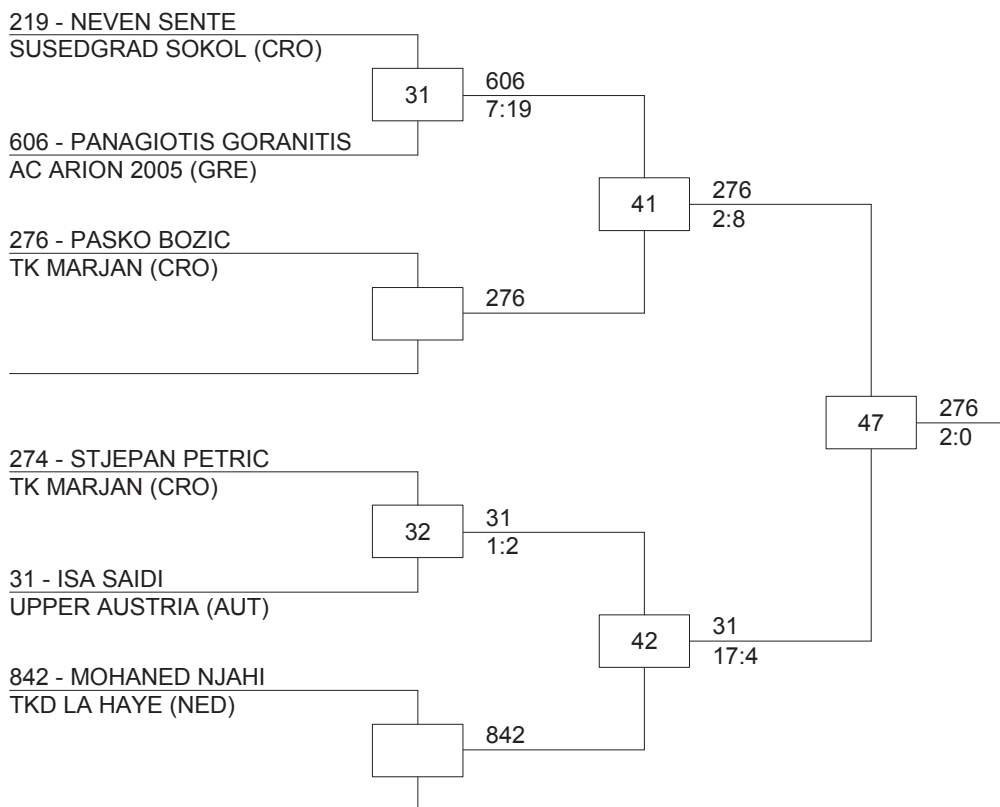 219 - NEVEN SENTE
SUSEDGRAD SOKOL (CRO)
31
606
7:19
606 - PANAGIOTIS GORANITIS
AC ARION 2005 (GRE)
41
276
2:8
276 - PASKO BOZIC
TK MARJAN (CRO)
276
47
276
2:0
274 - STJEPAN PETRIC
TK MARJAN (CRO)
32
31
1:2
31 - ISA SAIDI
UPPER AUSTRIA (AUT)
42
31
17:4
842 - MOHANED NJAHI
TKD LA HAYE (NED)
842